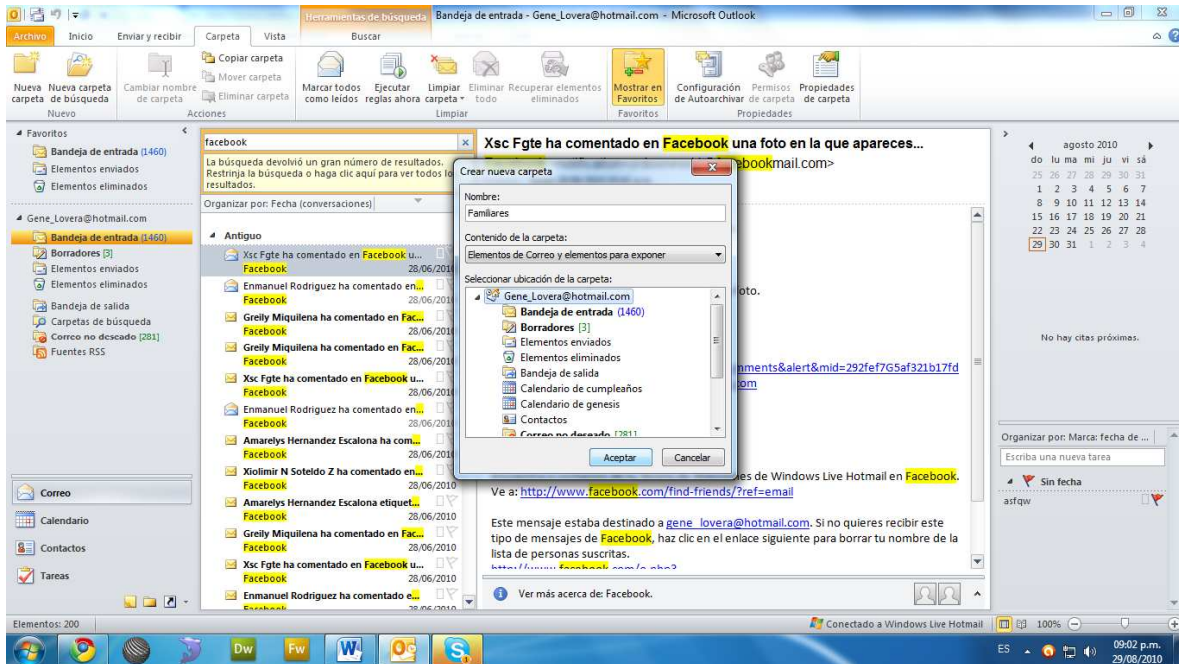 Herramientas de búsqueda
Bandeja de entrada - Gene_Lovera@hotmail.com - Microsoft Outlook
Archivo Inicio Enviar y recibir Carpeta Vista Buscar
Nueva carpeta
Nueva carpeta de búsqueda
Nuevo
Cambiar nombre de carpeta
Copiar carpeta
Mover carpeta
Eliminar carpeta
Acciones
Marcar todos como leídos
Ejecutar reglas ahora
Limpiar carpeta
Eliminar todo
Recuperar elementos eliminados
Limpiar
Mostrar en Favoritos
Favoritos
Configuración de Autoarchivar
Permisos de carpeta
Propiedades de carpeta
Propiedades
Favoritos
Bandeja de entrada (1460)
Elementos enviados
Elementos eliminados
Gene_Lovera@hotmail.com
Bandeja de entrada (1460)
Borradores [3]
Elementos enviados
Elementos eliminados
Bandeja de salida
Carpetas de búsqueda
Correo no deseado [281]
Fuentes RSS
Correo
Calendario
Contactos
Tareas
facebook
La búsqueda devolvió un gran número de resultados.
Restrinja la búsqueda o haga clic aquí para ver todos lo
resultados.
Organizar por: Fecha (conversaciones)
Antiguo
Xsc Fgte ha comentado en Facebook u...
Facebook 28/06/2010
Enmanuel Rodriguez ha comentado en...
Facebook 28/06/201
Greily Miquilena ha comentado en Fac...
Facebook 28/06/201
Greily Miquilena ha comentado en Fac...
Facebook 28/06/201
Xsc Fgte ha comentado en Facebook u...
Facebook 28/06/201
Enmanuel Rodriguez ha comentado en...
Facebook 28/06/201
Amarelys Hernandez Escalona ha com...
Facebook 28/06/201
Xiolimir N Soteldo Z ha comentado en...
Facebook 28/06/2010
Amarelys Hernandez Escalona etiquet...
Facebook 28/06/2010
Greily Miquilena ha comentado en Fac...
Facebook 28/06/2010
Xsc Fgte ha comentado en Facebook u...
Facebook 28/06/2010
Enmanuel Rodriguez ha comentado e...
Facebook 28/06/2010
Xsc Fgte ha comentado en Facebook una foto en la que apareces...
ebookmail.com>
Crear nueva carpeta
Nombre:
Familiares
Contenido de la carpeta:
Elementos de Correo y elementos para exponer
Seleccionar ubicación de la carpeta:
Gene_Lovera@hotmail.com
Bandeja de entrada (1460)
Borradores [3]
Elementos enviados
Elementos eliminados
Bandeja de salida
Calendario de cumpleaños
Calendario de genesis
Contactos
Correo no deseado [281]
Aceptar Cancelar
oto.
nments&alert&mid=292fef7G5af321b17fd
om
es de Windows Live Hotmail en Facebook.
Ve a: http://www.facebook.com/find-friends/?ref=email
Este mensaje estaba destinado a gene_lovera@hotmail.com. Si no quieres recibir este
tipo de mensajes de Facebook, haz clic en el enlace siguiente para borrar tu nombre de la
lista de personas suscritas.
http://www.facebook.com/o.php?
Ver más acerca de: Facebook.
agosto 2010
do lu ma mi ju vi sá
25 26 27 28 29 30 31
1 2 3 4 5 6 7
8 9 10 11 12 13 14
15 16 17 18 19 20 21
22 23 24 25 26 27 28
29 30 31 1 2 3 4
No hay citas próximas.
Organizar por: Marca: fecha de ...
Escriba una nueva tarea
Sin fecha
asfqw
Elementos: 200
Conectado a Windows Live Hotmail
100%
Dw Fw
ES
09:02 p.m.
29/08/2010